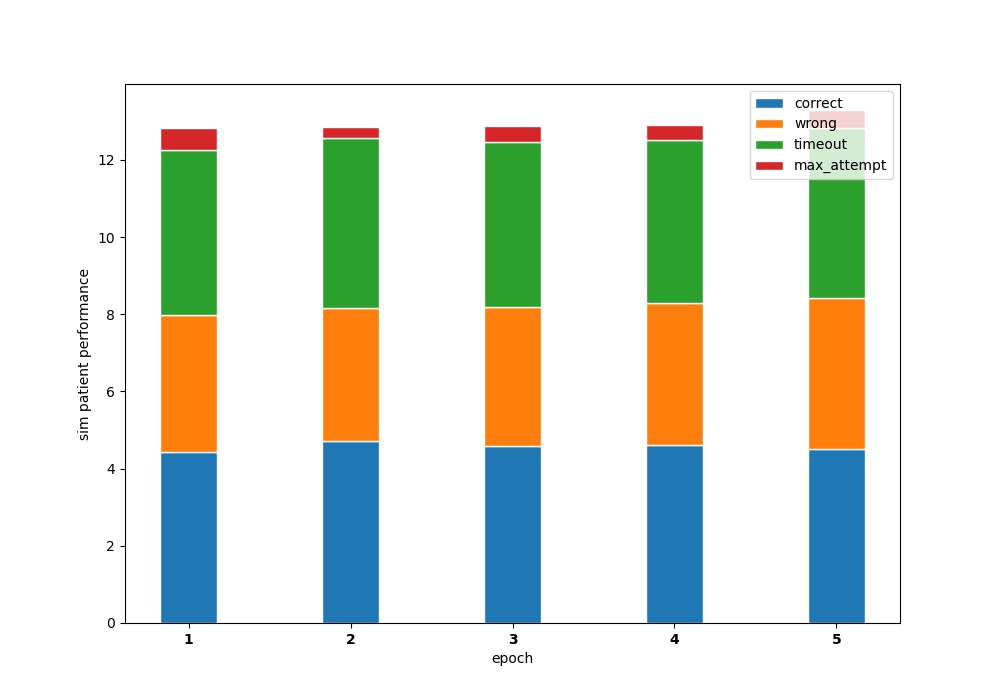 correct
wrong
timeout
max_attempt
12
10
8
6
4
2
0
sim patient performance
1 2 3 4 5
epoch